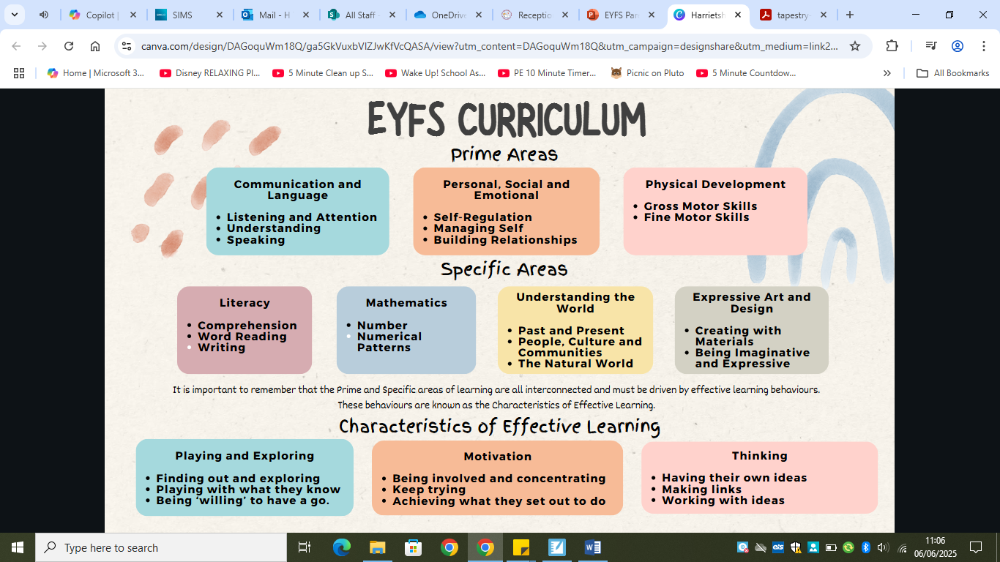 Copilot |
SIMS
Mail - H
All Staff -
OneDrive
Receptio
EYFS Par
Harrietsh
tapestry-
canva.com/design/DAGoquWm18Q/ga5GkVuxbVlZJwKfVcQASA/view?utm_content=DAGoquWm18Q&utm_campaign=designshare&utm_medium=link2...
Home | Microsoft 3...
Disney RELAXING PI...
5 Minute Clean up S...
Wake Up! School As...
PE 10 Minute Timer...
Picnic on Pluto
5 Minute Countdow...
All Bookmarks
EYFS CURRICULUM
Prime Areas
Communication and
Language
• Listening and Attention
• Understanding
• Speaking
Personal, Social and
Emotional
• Self-Regulation
• Managing Self
• Building Relationships
Physical Development
• Gross Motor Skills
• Fine Motor Skills
Specific Areas
Literacy
• Comprehension
• Word Reading
• Writing
Mathematics
• Number
• Numerical
Patterns
Understanding the
World
• Past and Present
• People, Culture and
Communities
• The Natural World
Expressive Art and
Design
• Creating with
Materials
• Being Imaginative
and Expressive
It is important to remember that the Prime and Specific areas of learning are all interconnected and must be driven by effective learning behaviours.
These behaviours are known as the Characteristics of Effective Learning.
Characteristics of Effective Learning
Playing and Exploring
• Finding out and exploring
• Playing with what they know
• Being ‘willing’ to have a go.
Motivation
• Being involved and concentrating
• Keep trying
• Achieving what they set out to do
Thinking
• Having their own ideas
• Making links
• Working with ideas
Type here to search
11:06
06/06/2025